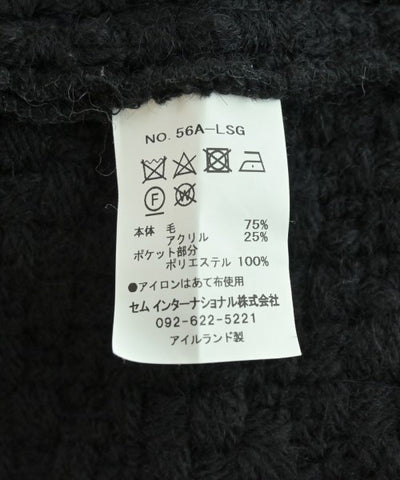 NO. 56A-LSG
F W
本体 毛 75%
アクリル 25%
ポケット部分
ポリエステル 100%
●アイロンはあて布使用
セム インターナショナル株式会社
092-622-5221
アイルランド製